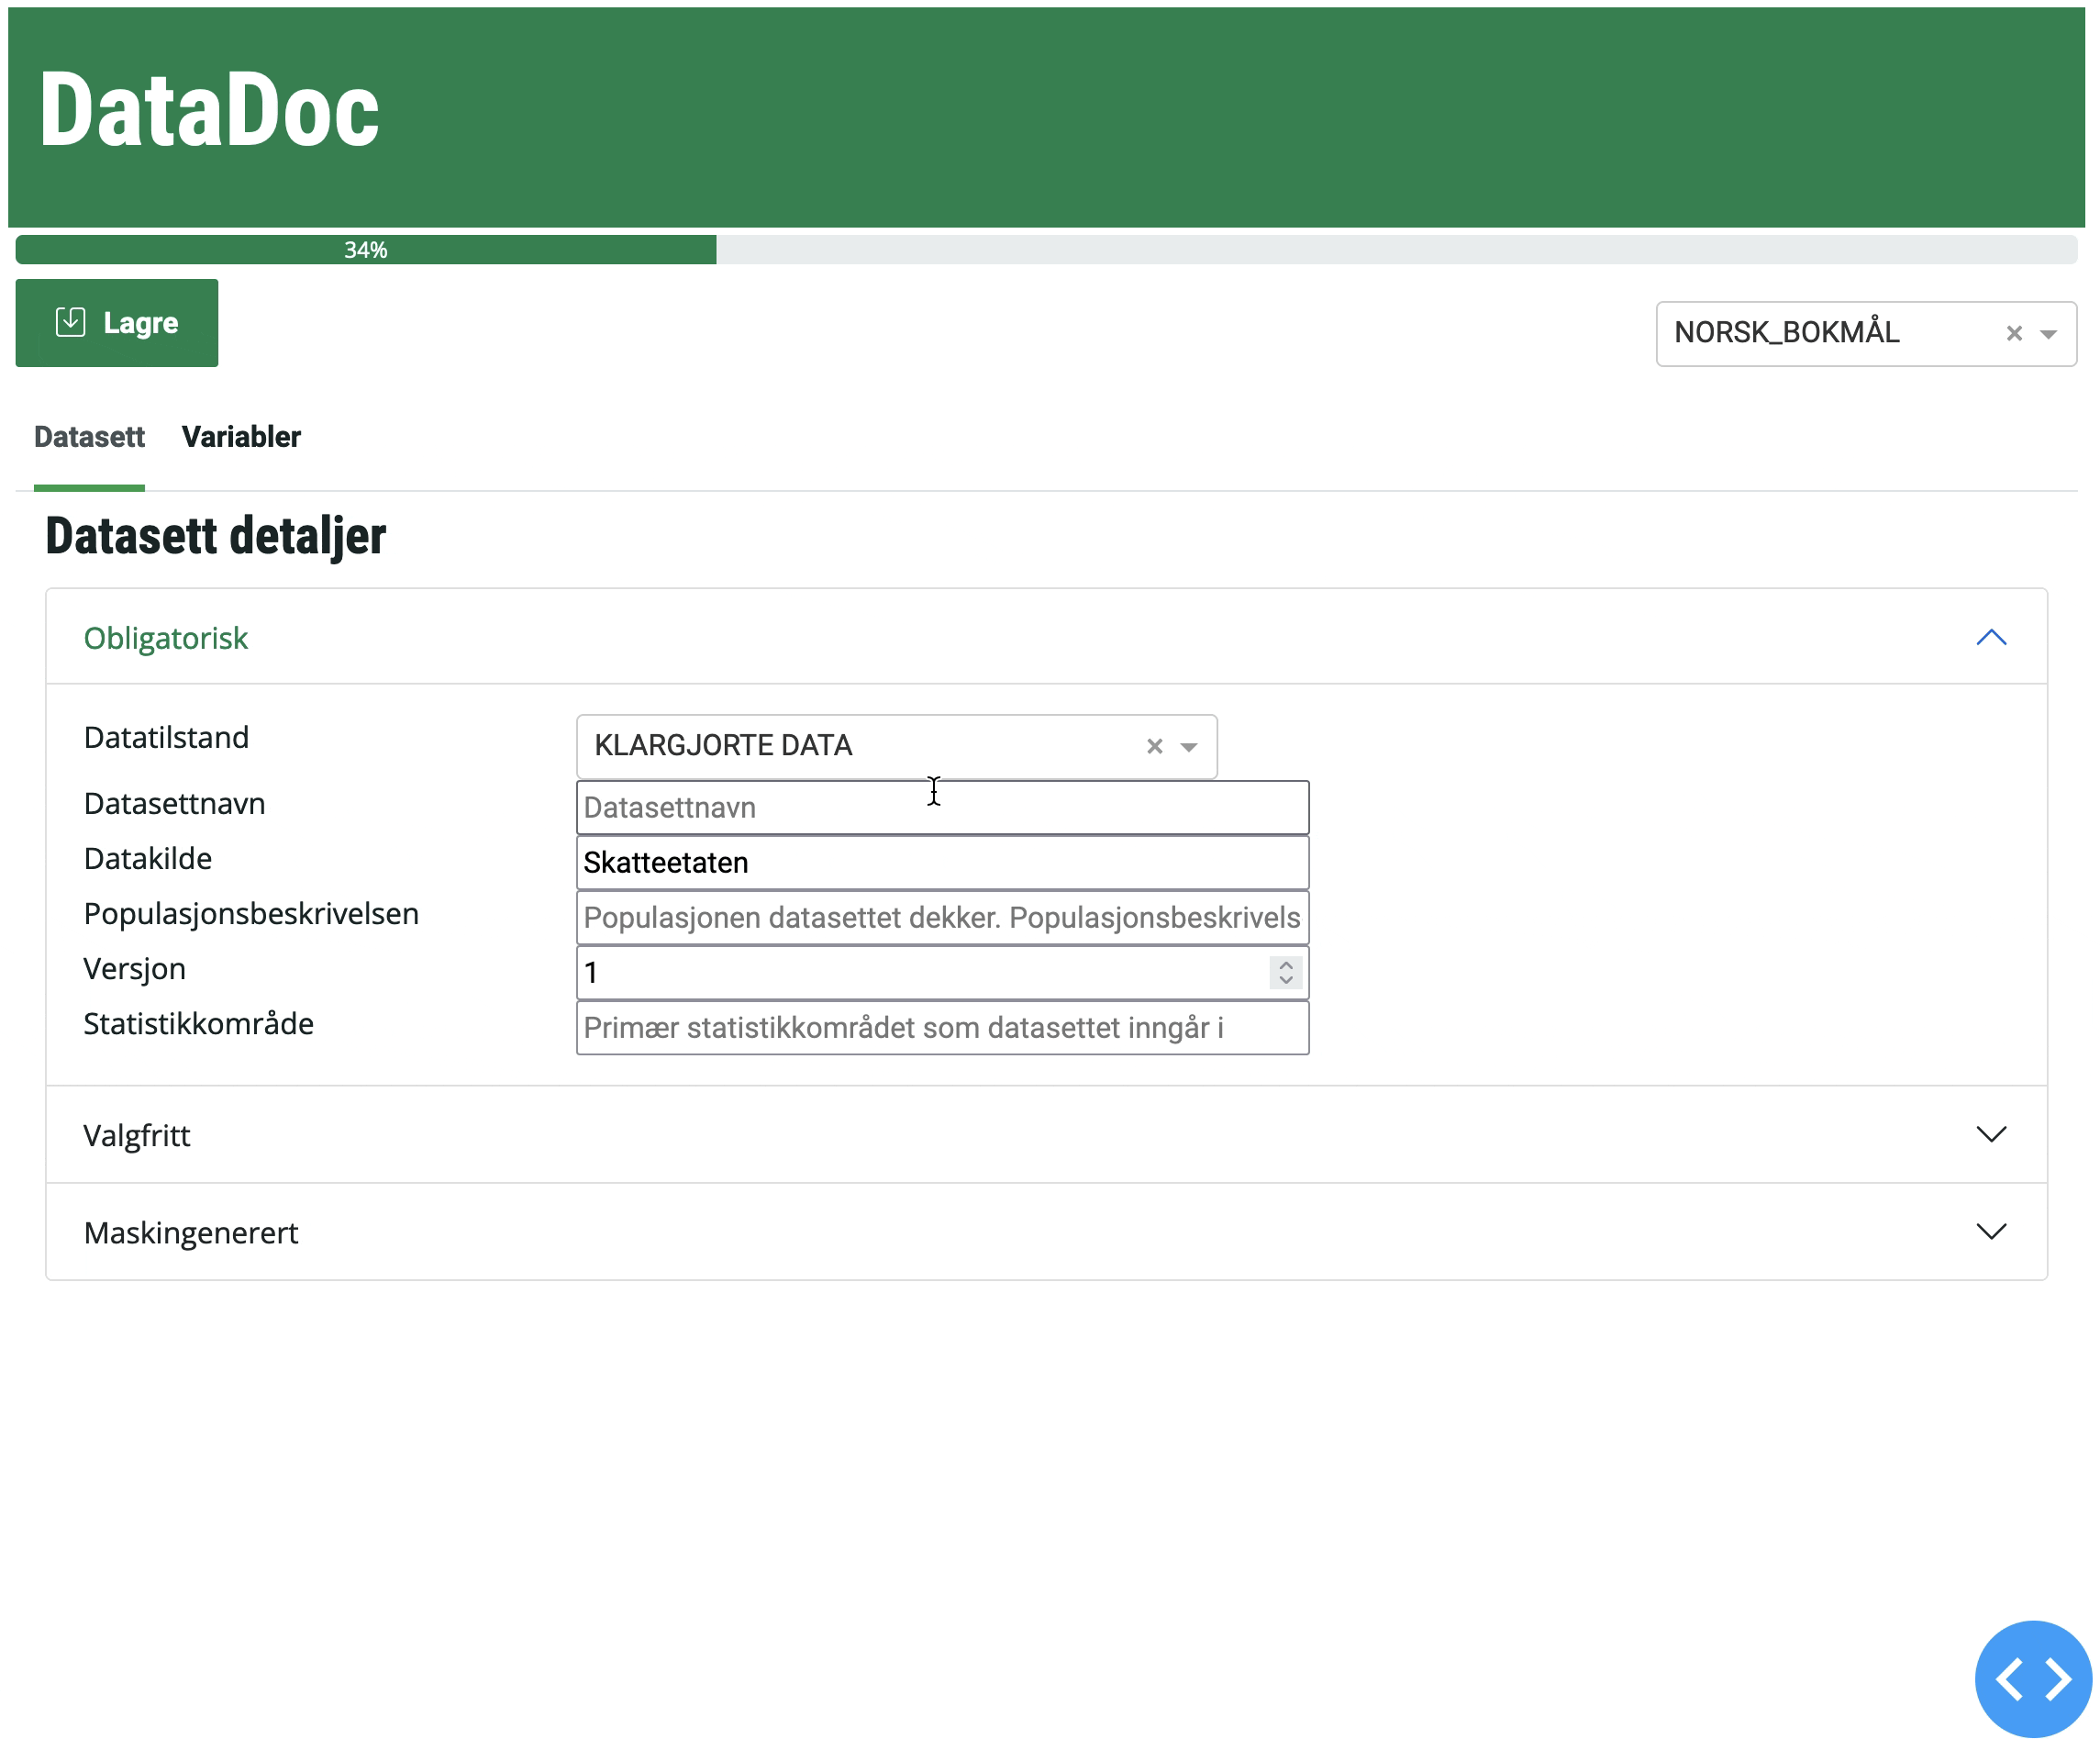 DataDoc
34%
Lagre
NORSK_BOKMÅL
Datasett Variabler
Datasett detaljer
Obligatorisk
Datatilstand KLARGJORTE DATA
Datasettnavn Datasettnavn
Datakilde Skatteetaten
Populasjonsbeskrivelsen Populasjonen datasettet dekker. Populasjonsbeskrivels
Versjon 1
Statistikkområde Primær statistikkområdet som datasettet inngår i
Valgfritt
Maskingenerert